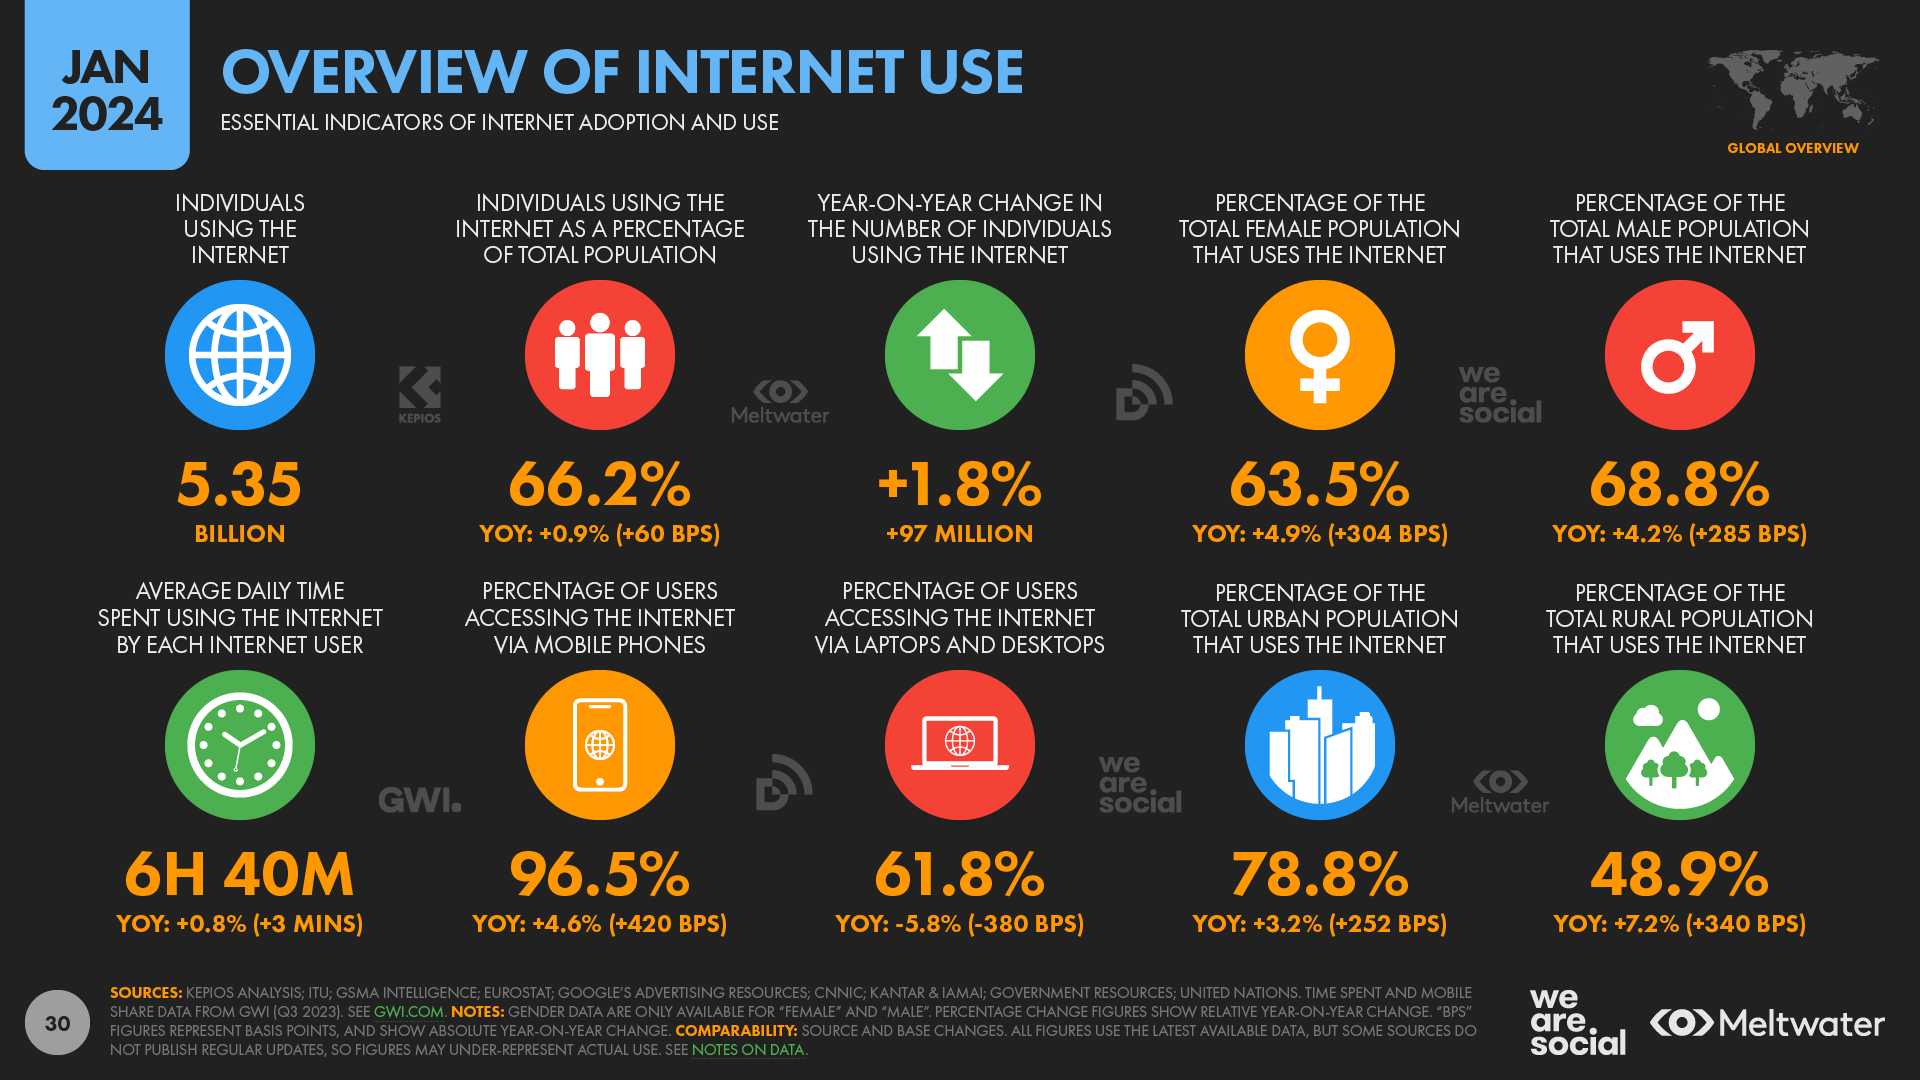 JAN
2024
OVERVIEW OF INTERNET USE
ESSENTIAL INDICATORS OF INTERNET ADOPTION AND USE
GLOBAL OVERVIEW
INDIVIDUALS
USING THE
INTERNET
5.35
BILLION
INDIVIDUALS USING THE
INTERNET AS A PERCENTAGE
OF TOTAL POPULATION
66.2%
YOY: +0.9% (+60 BPS)
YEAR-ON-YEAR CHANGE IN
THE NUMBER OF INDIVIDUALS
USING THE INTERNET
+1.8%
+97 MILLION
PERCENTAGE OF THE
TOTAL FEMALE POPULATION
THAT USES THE INTERNET
63.5%
YOY: +4.9% (+304 BPS)
PERCENTAGE OF THE
TOTAL MALE POPULATION
THAT USES THE INTERNET
68.8%
YOY: +4.2% (+285 BPS)
KEPIOS
Meltwater
we
are
social
AVERAGE DAILY TIME
SPENT USING THE INTERNET
BY EACH INTERNET USER
6H 40M
YOY: +0.8% (+3 MINS)
PERCENTAGE OF USERS
ACCESSING THE INTERNET
VIA MOBILE PHONES
96.5%
YOY: +4.6% (+420 BPS)
PERCENTAGE OF USERS
ACCESSING THE INTERNET
VIA LAPTOPS AND DESKTOPS
61.8%
YOY: -5.8% (-380 BPS)
PERCENTAGE OF THE
TOTAL URBAN POPULATION
THAT USES THE INTERNET
78.8%
YOY: +3.2% (+252 BPS)
PERCENTAGE OF THE
TOTAL RURAL POPULATION
THAT USES THE INTERNET
48.9%
YOY: +7.2% (+340 BPS)
GWI.
we
are
social
Meltwater
30
SOURCES: KEPIOS ANALYSIS; ITU; GSMA INTELLIGENCE; EUROSTAT; GOOGLE'S ADVERTISING RESOURCES; CNNIC; KANTAR & IAMAI; GOVERNMENT RESOURCES; UNITED NATIONS. TIME SPENT AND MOBILE
SHARE DATA FROM GWI (Q3 2023). SEE GWI.COM. NOTES: GENDER DATA ARE ONLY AVAILABLE FOR “FEMALE” AND “MALE”. PERCENTAGE CHANGE FIGURES SHOW RELATIVE YEAR-ON-YEAR CHANGE. “BPS”
FIGURES REPRESENT BASIS POINTS, AND SHOW ABSOLUTE YEAR-ON-YEAR CHANGE. COMPARABILITY: SOURCE AND BASE CHANGES. ALL FIGURES USE THE LATEST AVAILABLE DATA, BUT SOME SOURCES DO
NOT PUBLISH REGULAR UPDATES, SO FIGURES MAY UNDER-REPRESENT ACTUAL USE. SEE NOTES ON DATA.
we
are
social
Meltwater